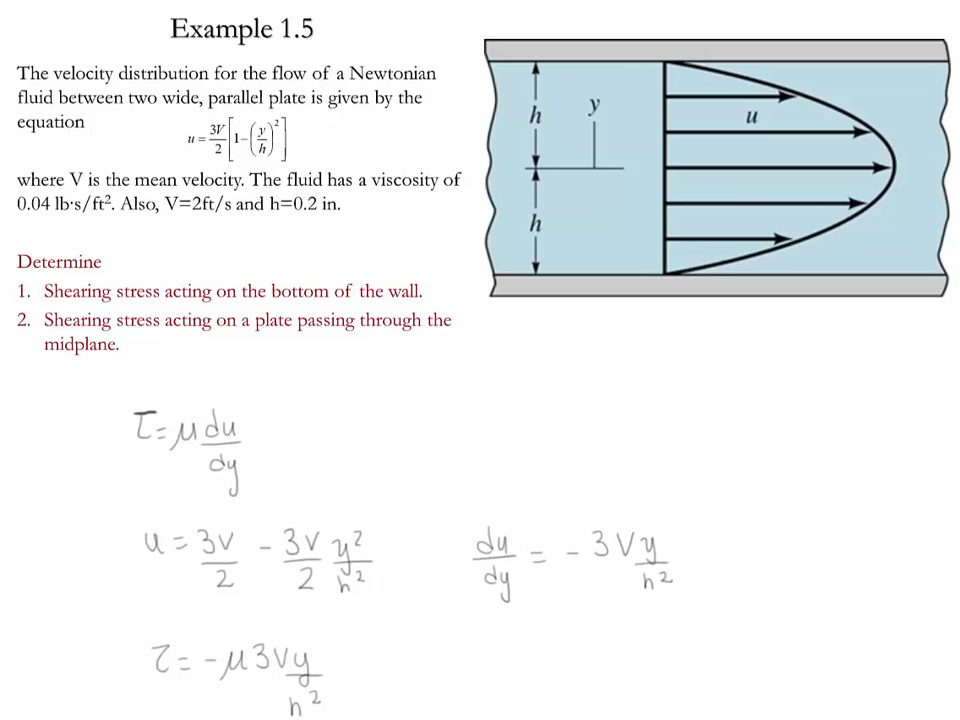 Example 1.5
The velocity distribution for the flow of a Newtonian
fluid between two wide, parallel plate is given by the
equation
u = 3V/2 [1 − (y/h)²]
where V is the mean velocity. The fluid has a viscosity of
0.04 lb·s/ft². Also, V=2ft/s and h=0.2 in.
Determine
1. Shearing stress acting on the bottom of the wall.
2. Shearing stress acting on a plate passing through the
midplane.
h
y
u
h
τ = μ du/dy
u = 3V/2 - 3V/2 y²/h²
du/dy = - 3Vy/h²
τ = -μ3Vy/h²